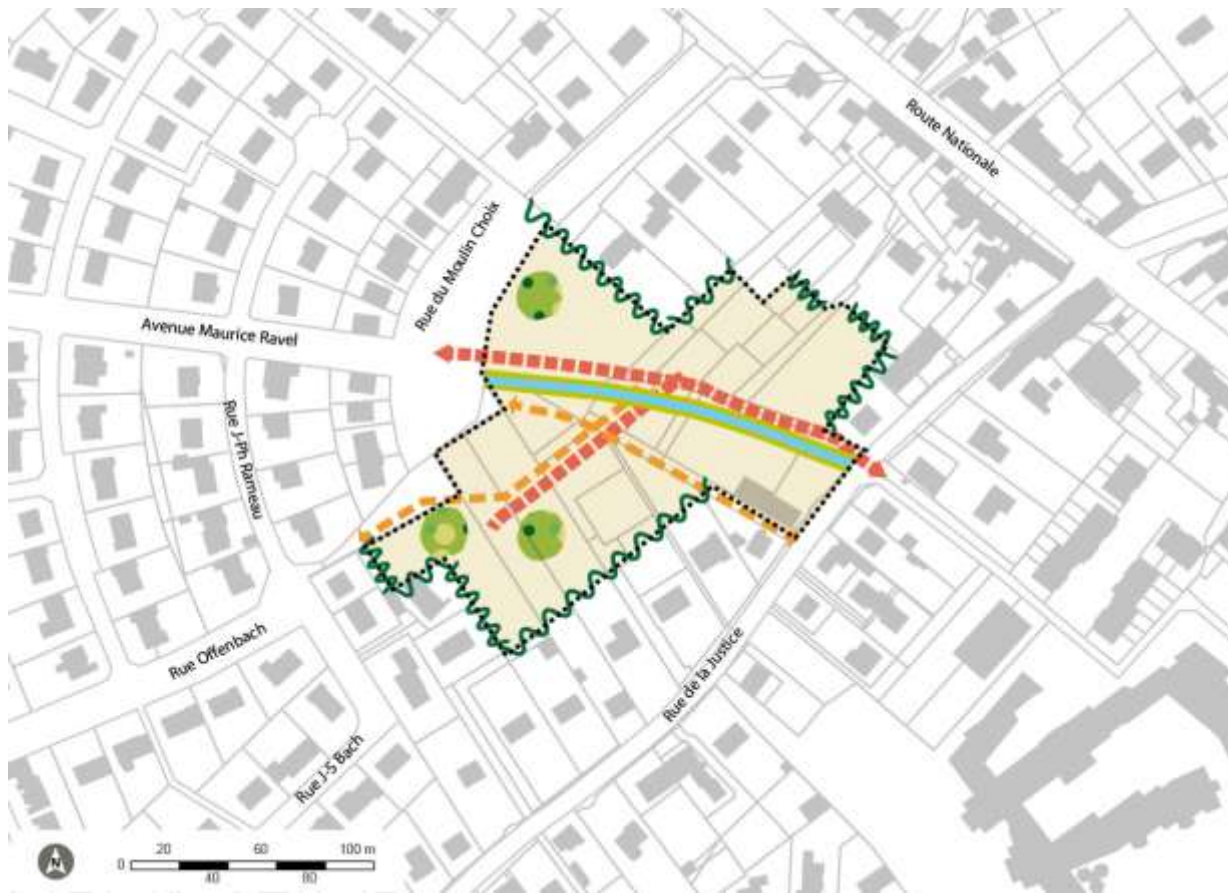 Route Nationale
Rue du Moulin Choix
Avenue Maurice Ravel
Rue J-Ph Rameau
Rue Offenbach
Rue de la Justice
Rue J-S Bach
N
20 60 100 m
0
40 80